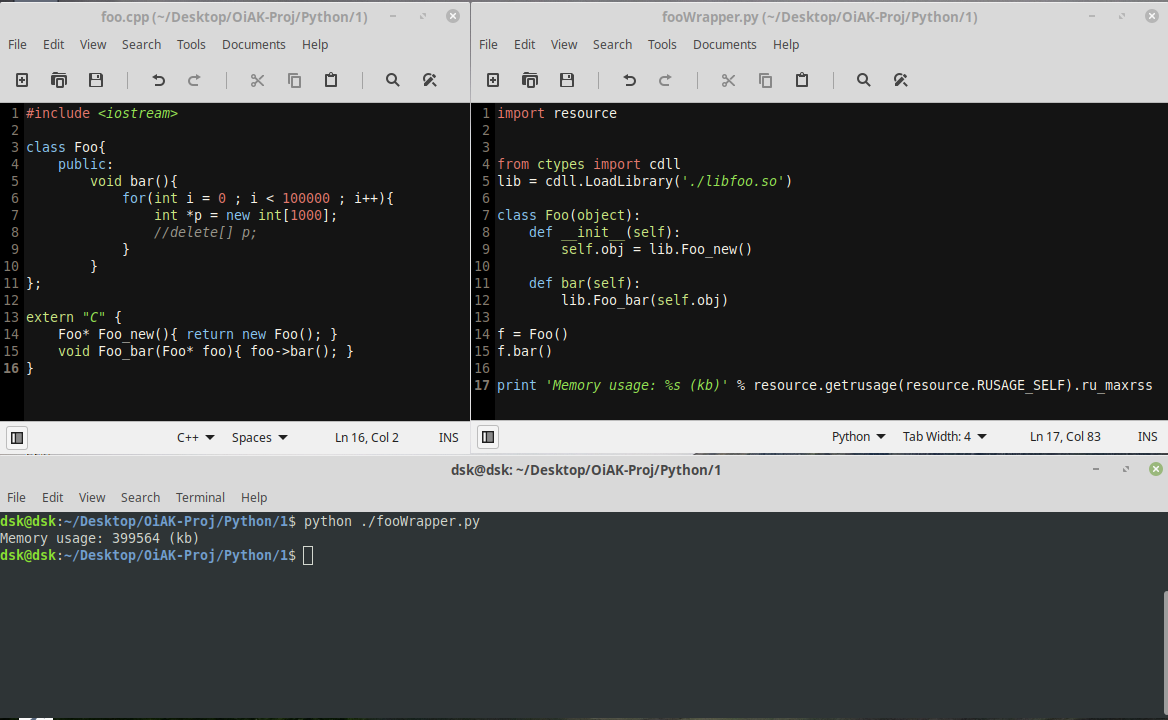 foo.cpp (~/Desktop/OiAK-Proj/Python/1)
File Edit View Search Tools Documents Help
1 #include <iostream>
2
3 class Foo{
4     public:
5         void bar(){
6             for(int i = 0 ; i < 100000 ; i++){
7                 int *p = new int[1000];
8                 //delete[] p;
9             }
10         }
11 };
12
13 extern "C" {
14     Foo* Foo_new(){ return new Foo(); }
15     void Foo_bar(Foo* foo){ foo->bar(); }
16 }
C++ Spaces Ln 16, Col 2 INS
fooWrapper.py (~/Desktop/OiAK-Proj/Python/1)
File Edit View Search Tools Documents Help
1 import resource
2
3
4 from ctypes import cdll
5 lib = cdll.LoadLibrary('./libfoo.so')
6
7 class Foo(object):
8     def __init__(self):
9         self.obj = lib.Foo_new()
10
11     def bar(self):
12         lib.Foo_bar(self.obj)
13
14 f = Foo()
15 f.bar()
16
17 print 'Memory usage: %s (kb)' % resource.getrusage(resource.RUSAGE_SELF).ru_maxrss
Python Tab Width: 4 Ln 17, Col 83 INS
dsk@dsk: ~/Desktop/OiAK-Proj/Python/1
File Edit View Search Terminal Help
dsk@dsk:~/Desktop/OiAK-Proj/Python/1$ python ./fooWrapper.py
Memory usage: 399564 (kb)
dsk@dsk:~/Desktop/OiAK-Proj/Python/1$